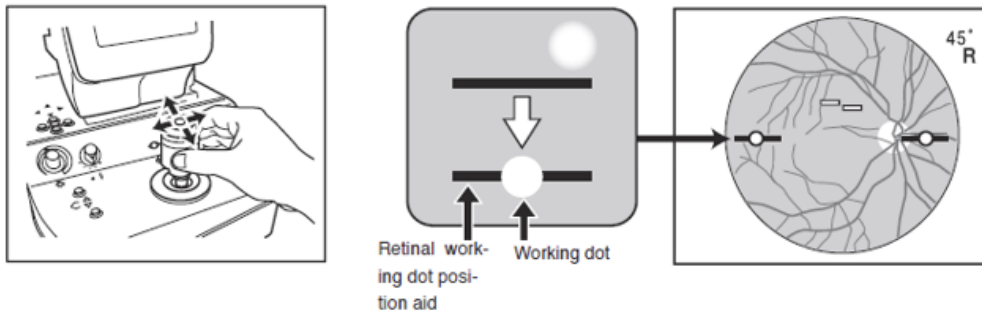 45°
R
Retinal work-
ing dot posi-
tion aid
Working dot